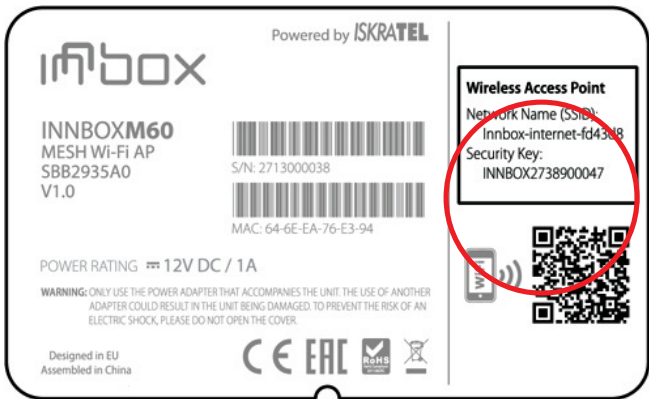 Powered by ISKRATEL
innbox
INNBOXM60
MESH Wi-Fi AP
SBB2935A0
V1.0
S/N: 2713000038
MAC: 64-6E-EA-76-E3-94
POWER RATING ⎓ 12V DC / 1A
WARNING: ONLY USE THE POWER ADAPTER THAT ACCOMPANIES THE UNIT. THE USE OF ANOTHER
ADAPTER COULD RESULT IN THE UNIT BEING DAMAGED. TO PREVENT THE RISK OF AN
ELECTRIC SHOCK, PLEASE DO NOT OPEN THE COVER.
Designed in EU
Assembled in China
CE EAC RoHS
Wireless Access Point
Network Name (SSID):
Innbox-internet-fd43d8
Security Key:
INNBOX2738900047
WIFI